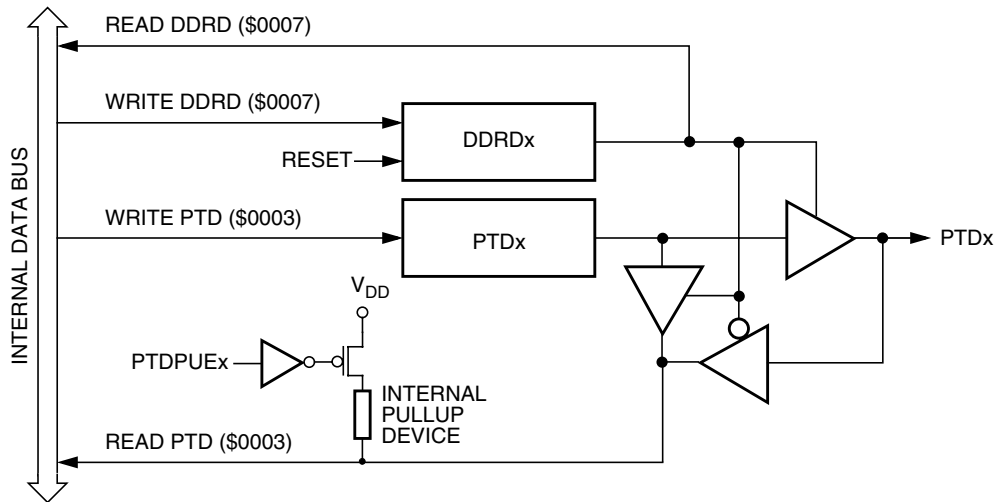 READ DDRD ($0007)
WRITE DDRD ($0007)
DDRDx
RESET
WRITE PTD ($0003)
PTDx
PTDx
VDD
PTDPUEx
INTERNAL
PULLUP
DEVICE
READ PTD ($0003)
INTERNAL DATA BUS